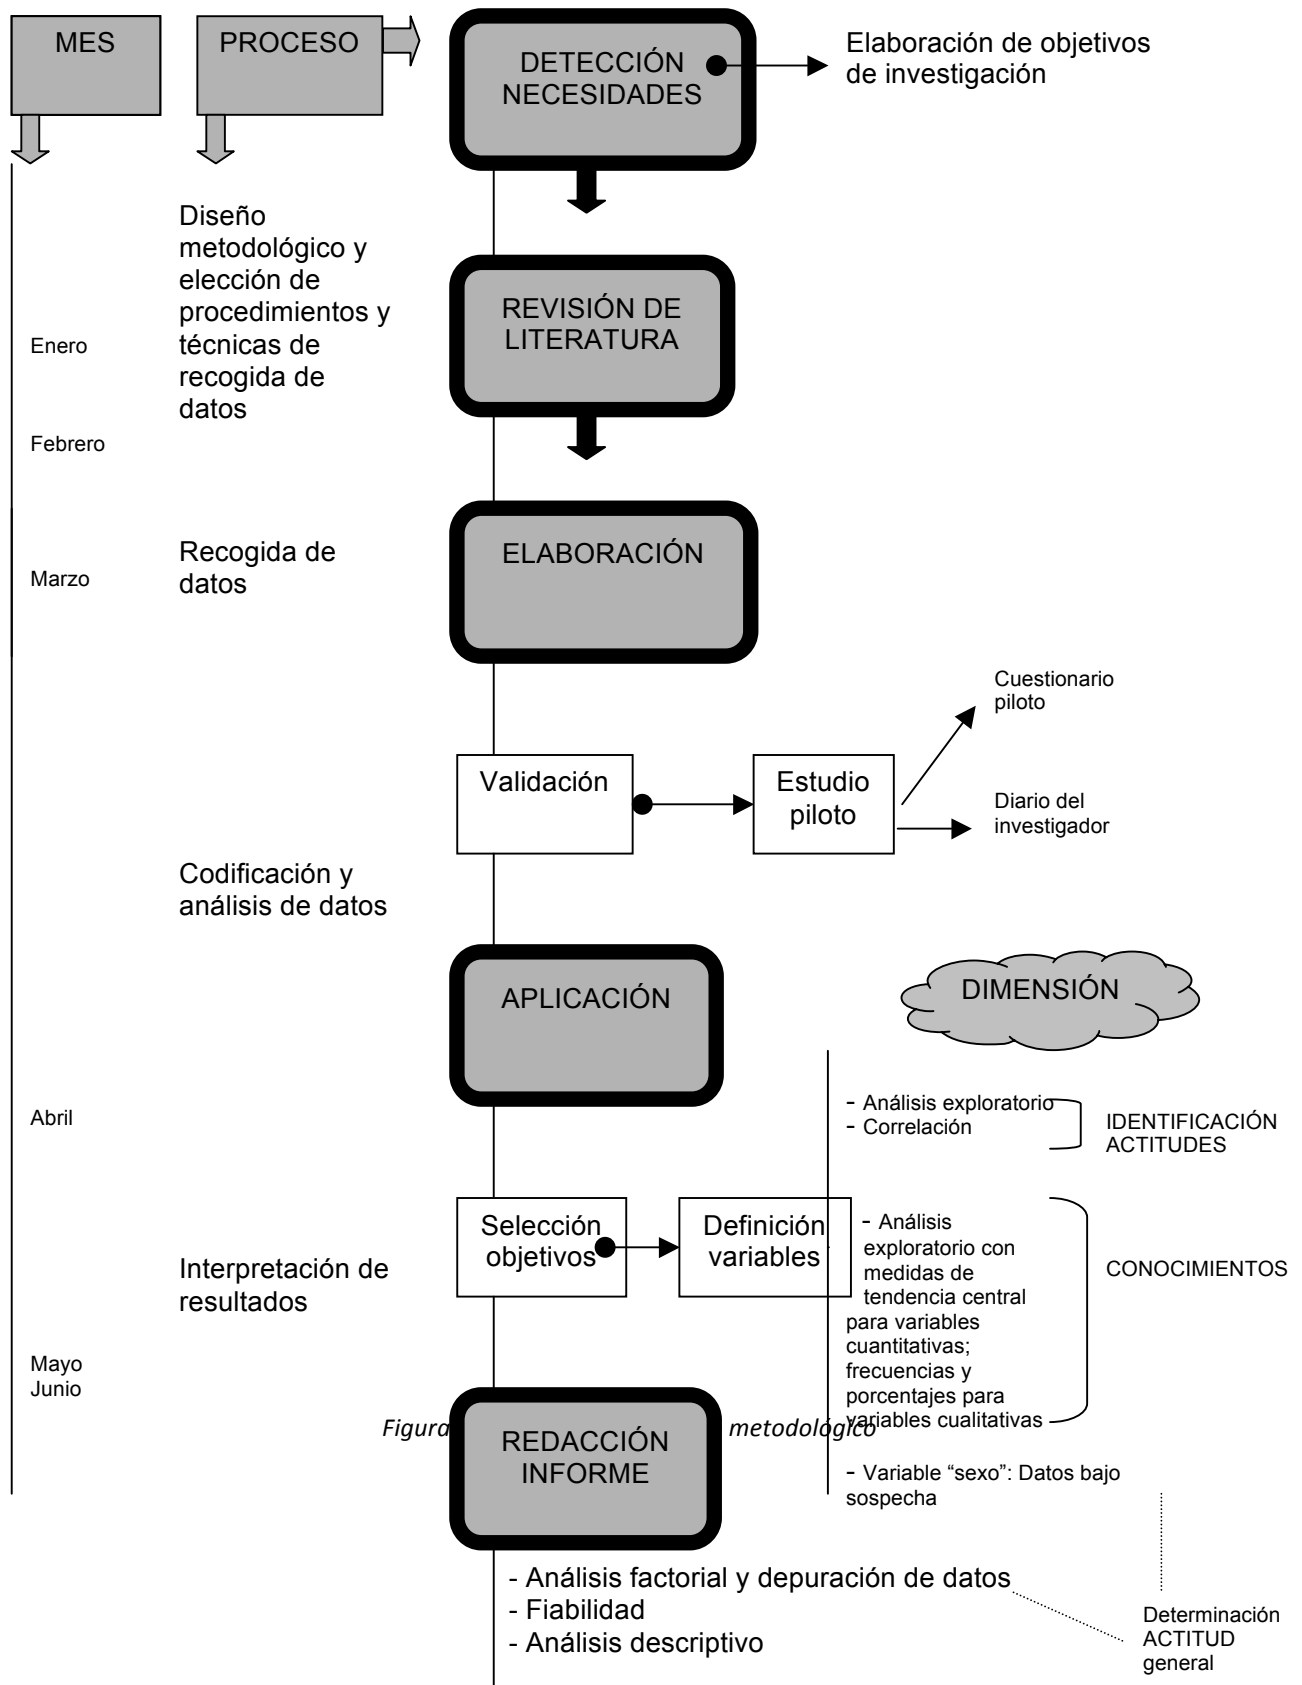 MES
PROCESO
DETECCIÓN
NECESIDADES
Elaboración de objetivos
de investigación
Diseño
metodológico y
elección de
procedimientos y
técnicas de
recogida de
datos
REVISIÓN DE
LITERATURA
Enero
Febrero
ELABORACIÓN
Recogida de
datos
Marzo
Cuestionario
piloto
Validación
Estudio
piloto
Diario del
investigador
Codificación y
análisis de datos
APLICACIÓN
DIMENSIÓN
Abril
- Análisis exploratorio
- Correlación
IDENTIFICACIÓN
ACTITUDES
Selección
objetivos
Definición
variables
- Análisis
exploratorio con
medidas de
tendencia central
para variables
cuantitativas;
frecuencias y
porcentajes para
variables cualitativas
CONOCIMIENTOS
Interpretación de
resultados
Mayo
Junio
Figura metodológico
REDACCIÓN
INFORME
- Variable “sexo”: Datos bajo
sospecha
- Análisis factorial y depuración de datos
- Fiabilidad
- Análisis descriptivo
Determinación
ACTITUD
general